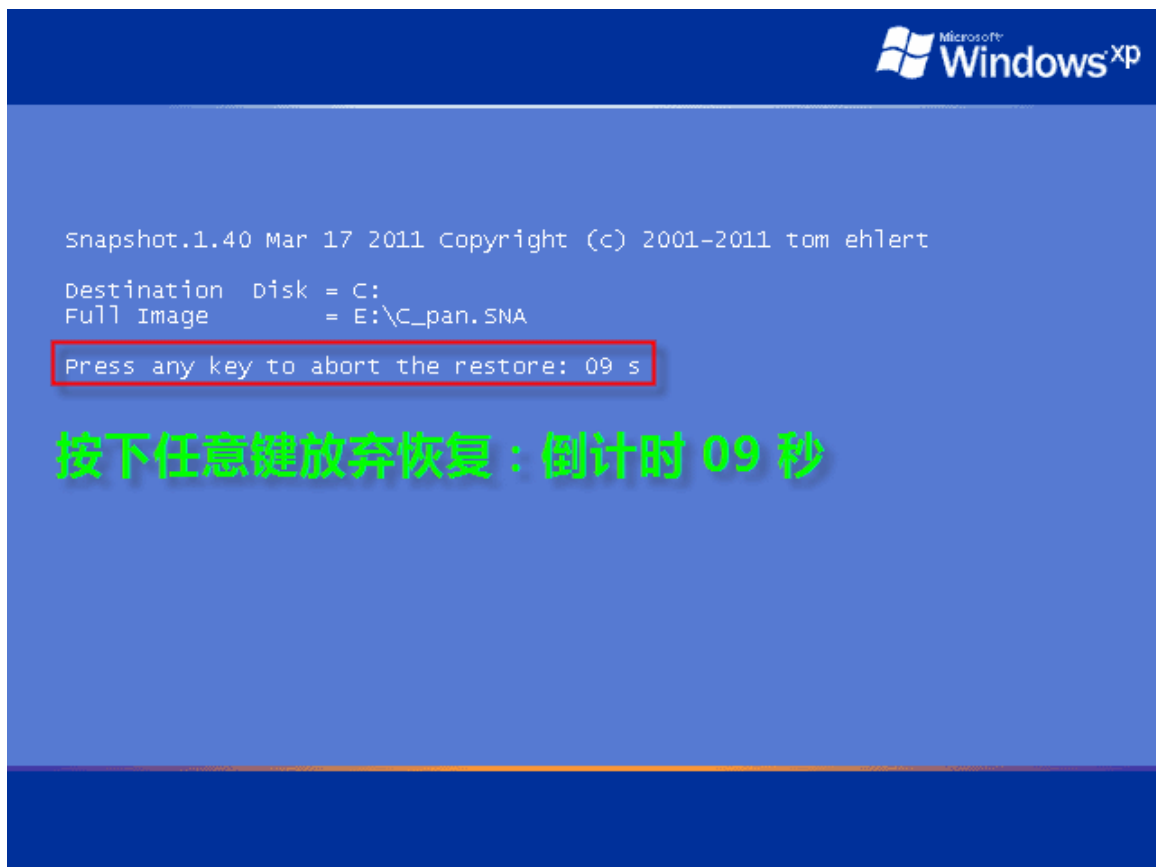 Microsoft
Windows xp
Snapshot.1.40 Mar 17 2011 Copyright (c) 2001-2011 tom ehlert
Destination  Disk = C:
Full Image        = E:\C_pan.SNA
Press any key to abort the restore: 09 s
按下任意键放弃恢复：倒计时 09 秒